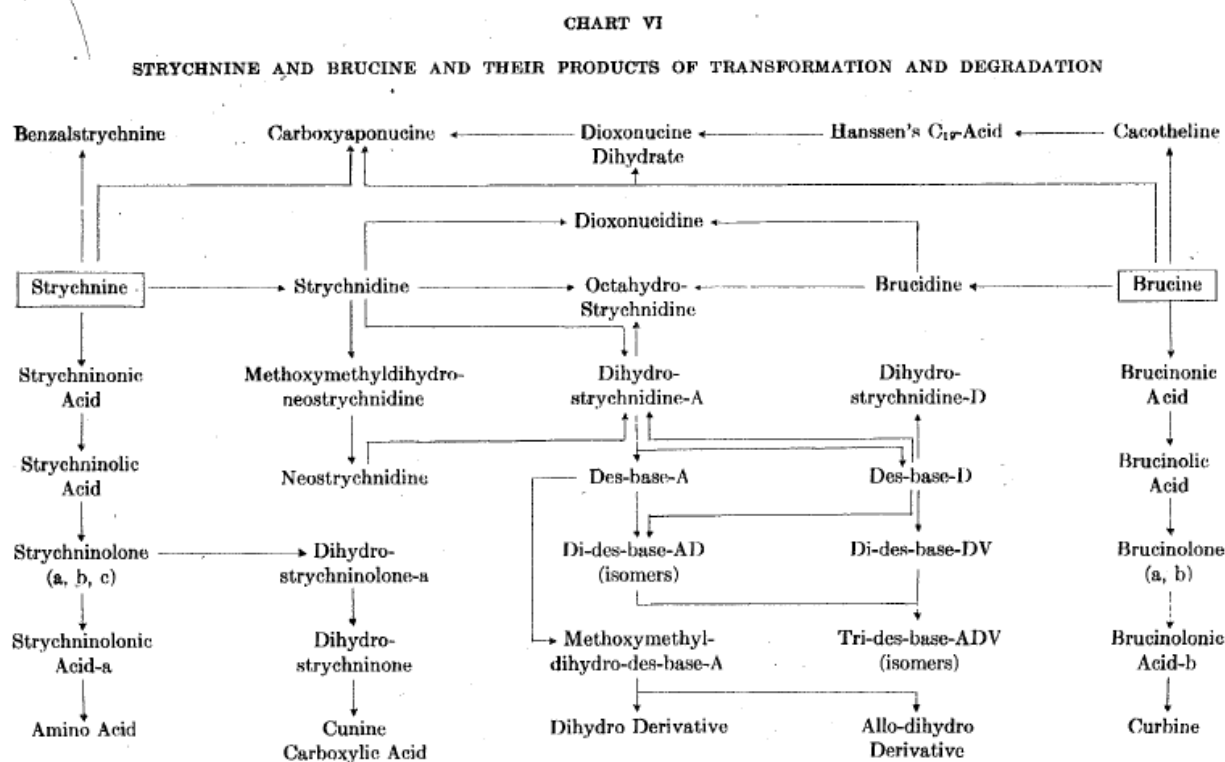 CHART VI
STRYCHNINE AND BRUCINE AND THEIR PRODUCTS OF TRANSFORMATION AND DEGRADATION
Benzalstrychnine
Carboxyaponucine
Dioxonucine
Dihydrate
Hanssen's C₁₉-Acid
Cacotheline
Dioxonucidine
Strychnine
Strychnidine
Octahydro-
Strychnidine
Brucidine
Brucine
Strychninonic
Acid
Methoxymethyldihydro-
neostrychnidine
Dihydro-
strychnidine-A
Dihydro-
strychnidine-D
Brucinonic
Acid
Strychninolic
Acid
Neostrychnidine
Des-base-A
Des-base-D
Brucinolic
Acid
Strychninolone
(a, b, c)
Dihydro-
strychninolone-a
Di-des-base-AD
(isomers)
Di-des-base-DV
Brucinolone
(a, b)
Strychninolonic
Acid-a
Dihydro-
strychninone
Methoxymethyl-
dihydro-des-base-A
Tri-des-base-ADV
(isomers)
Brucinolonic
Acid-b
Amino Acid
Cunine
Carboxylic Acid
Dihydro Derivative
Allo-dihydro
Derivative
Curbine